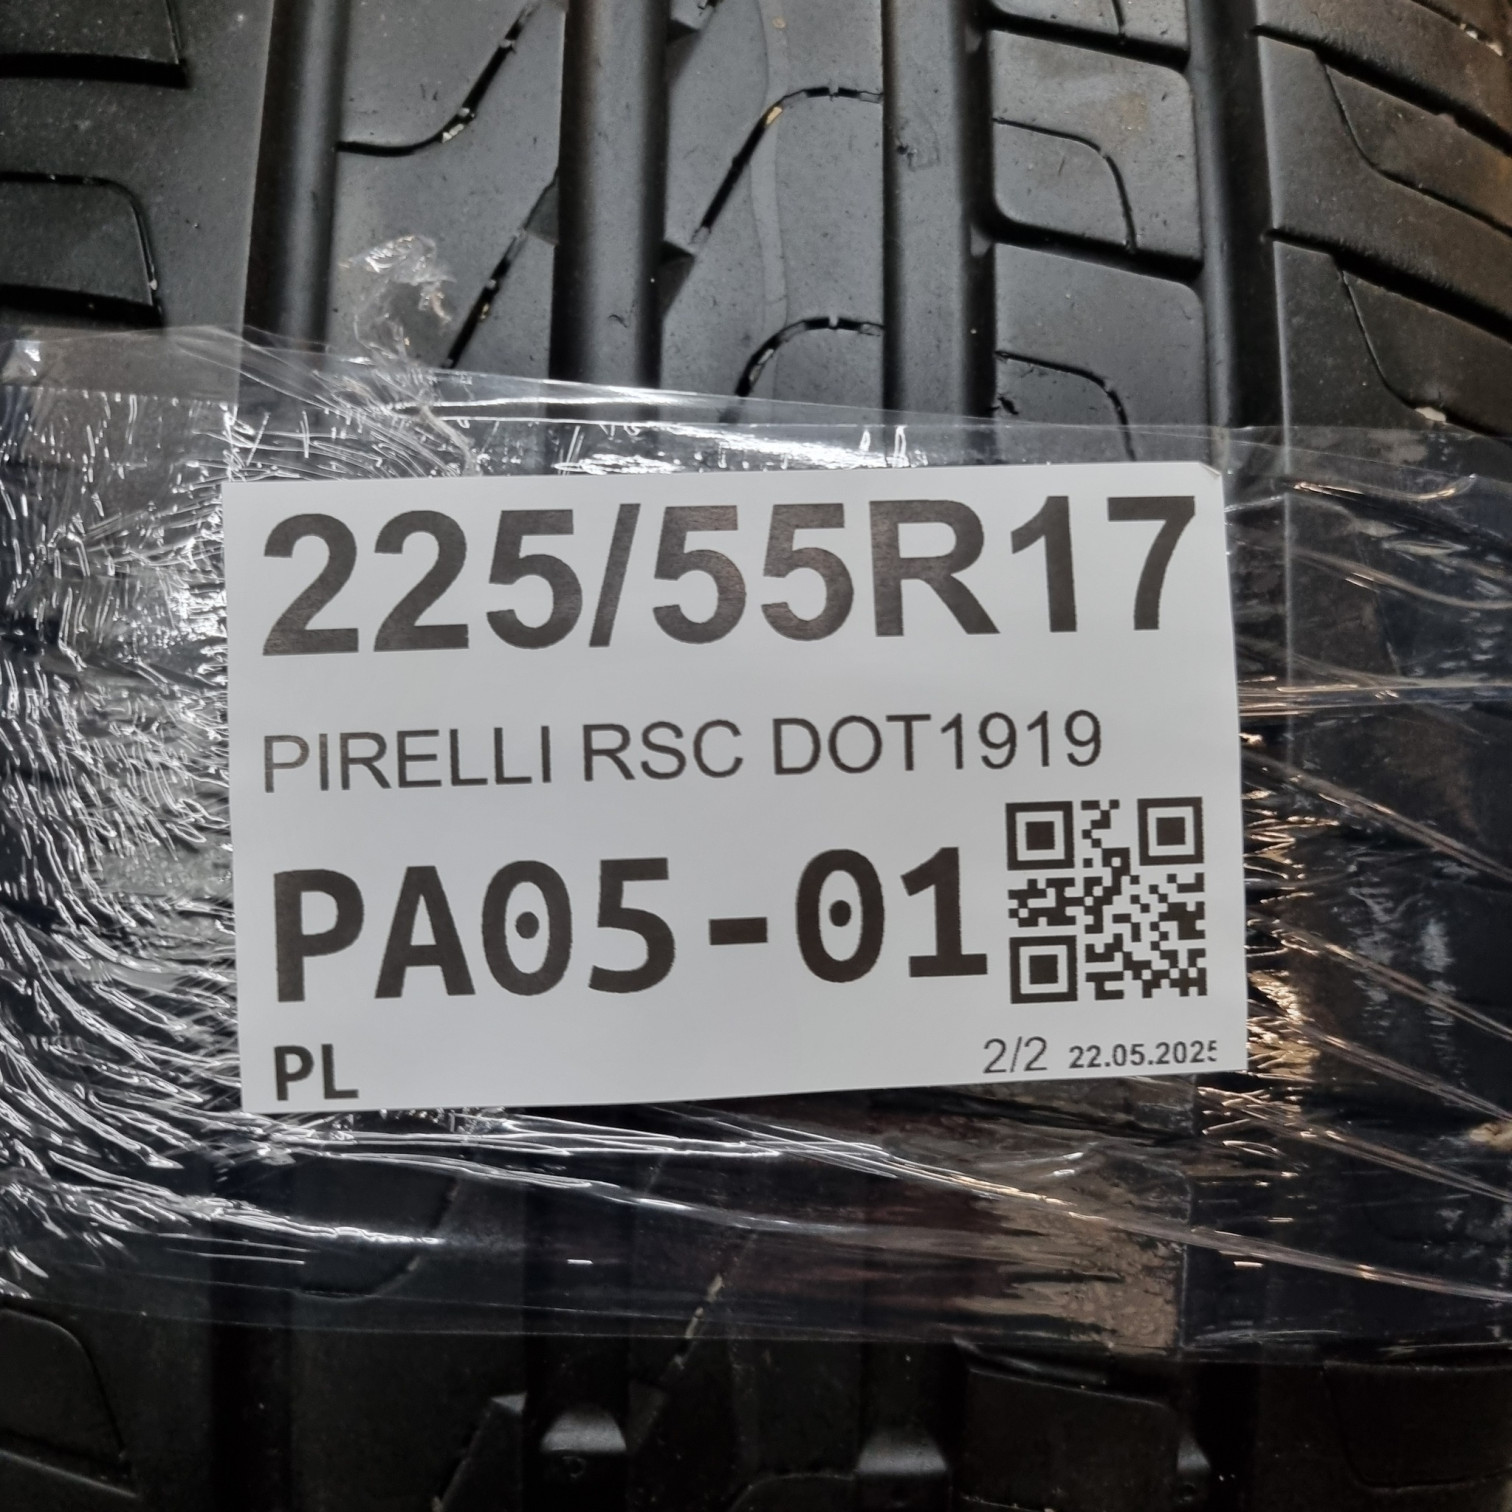 225/55R17
PIRELLI RSC DOT1919
PA05-01
PL
2/2 22.05.2025